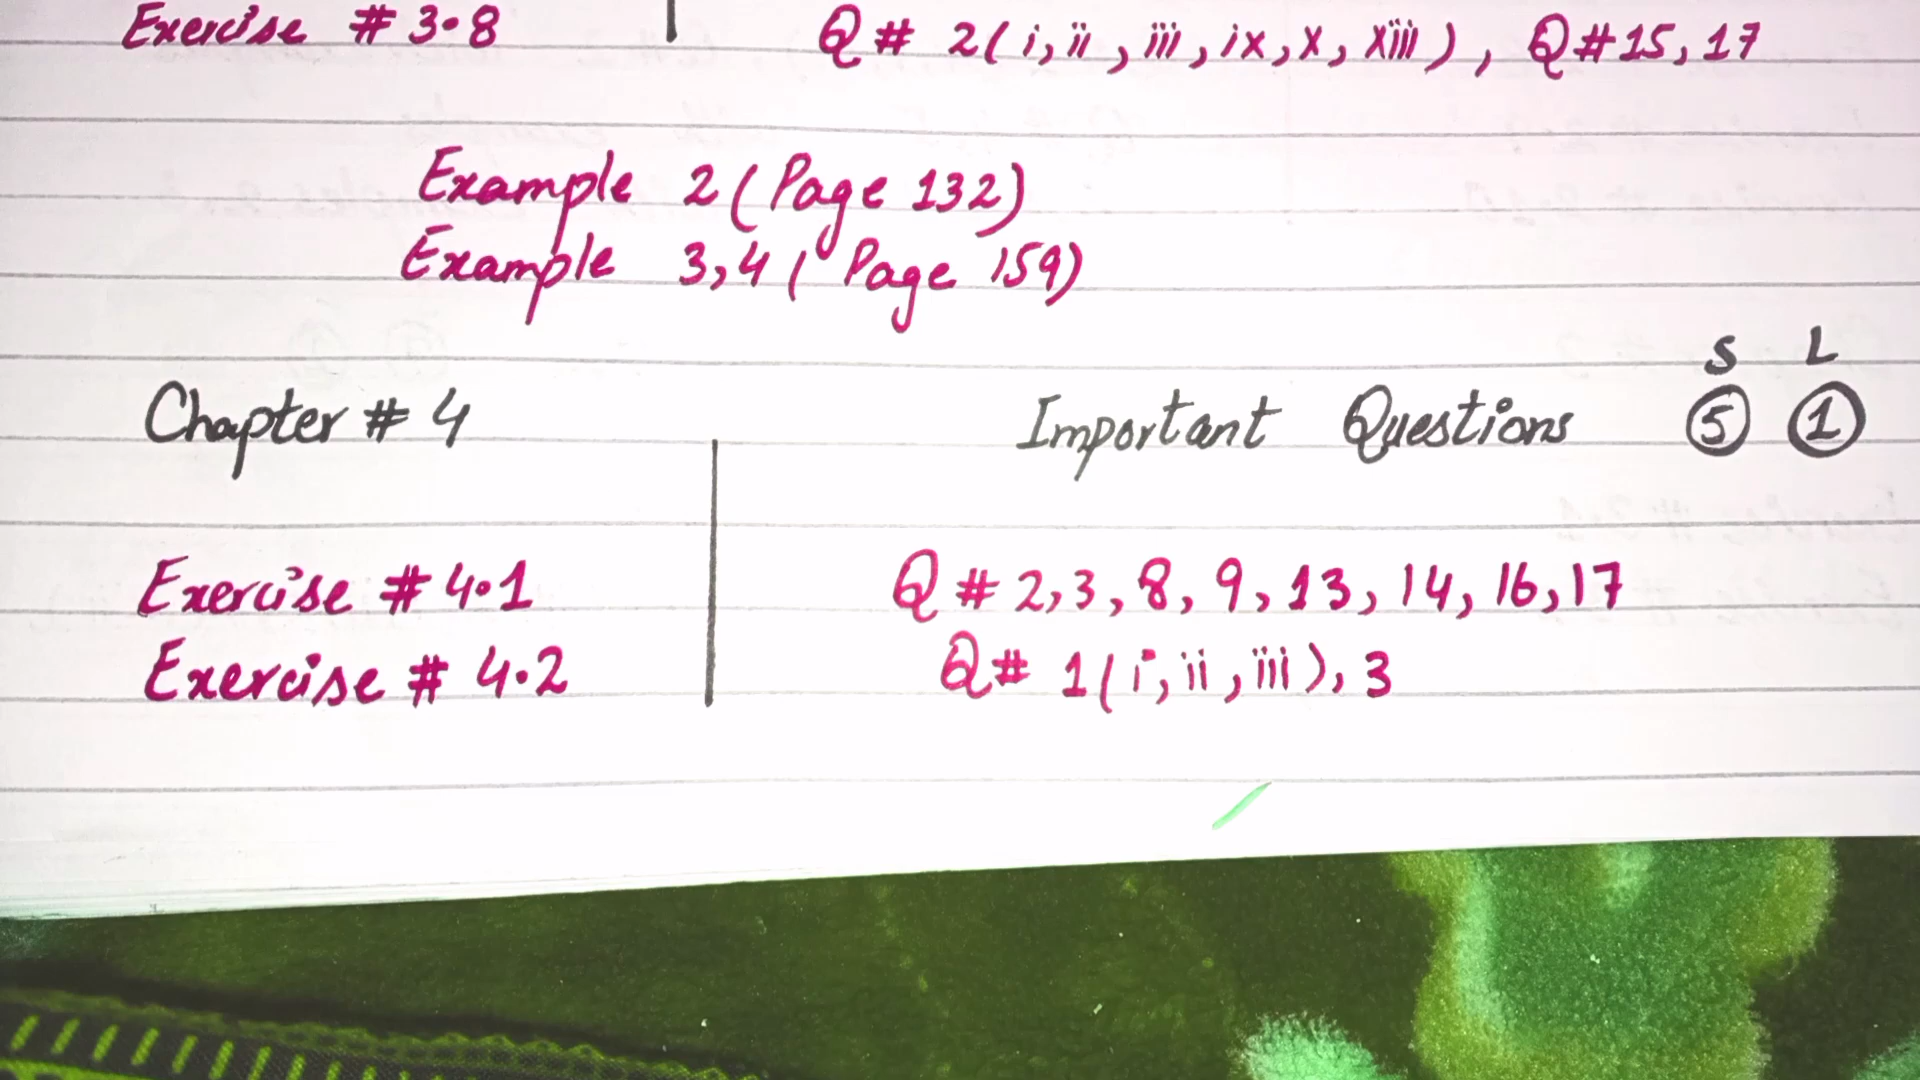 Exercise # 3.8 Q # 2(i, ii, iii, ix, x, xiii), Q#15, 17
Example 2 (Page 132)
Example 3,4 (Page 159)
S L
Chapter # 4 Important Questions 5 1
Exercise # 4.1 Q # 2,3, 8, 9, 13, 14, 16, 17
Exercise # 4.2 Q# 1(i, ii, iii), 3